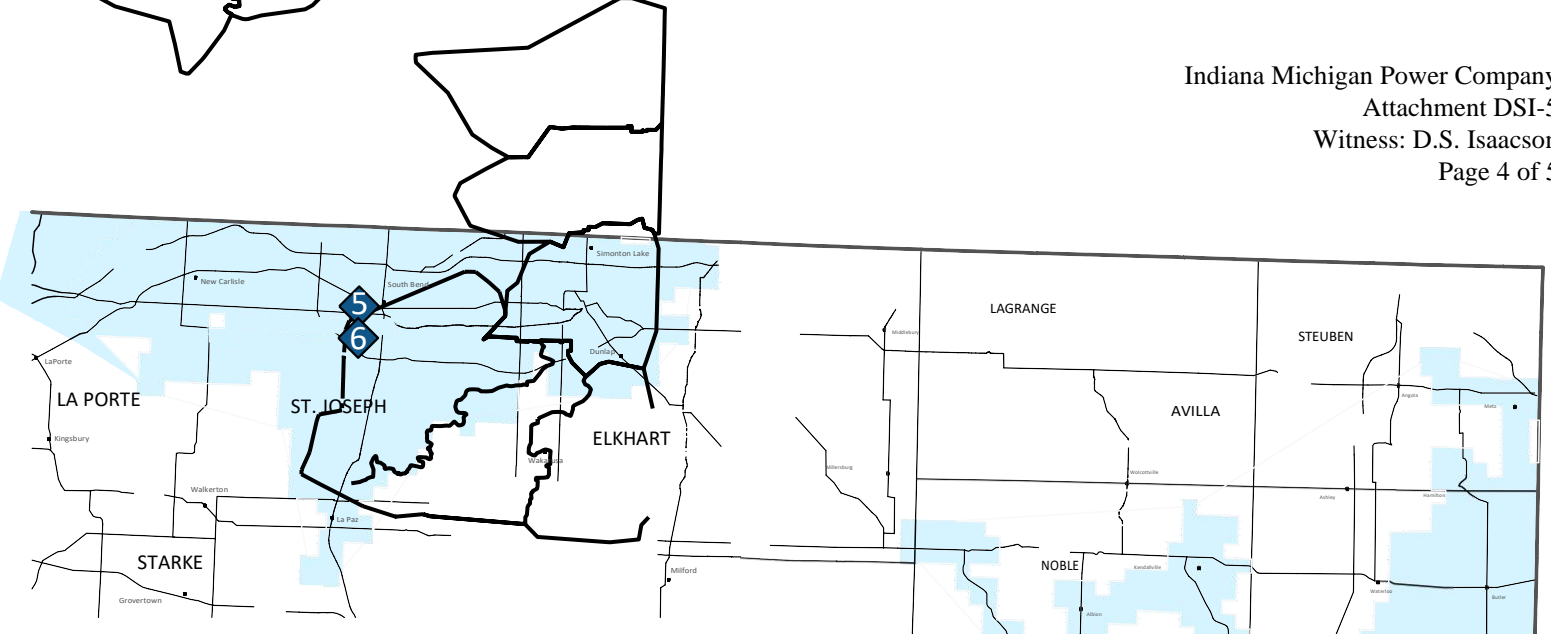 Indiana Michigan Power Company
Attachment DSI-5
Witness: D.S. Isaacson
Page 4 of 5
Simonton Lake
New Carlisle
South Bend
5
LAGRANGE
6
Middlebury
STEUBEN
Dunlap
LaPorte
LA PORTE
ST. JOSEPH
Angola
Metz
AVILLA
ELKHART
Kingsbury
Wakarusa
Millersburg
Wolcottville
Walkerton
Ashley
Hamilton
La Paz
STARKE
NOBLE
Kendallville
Milford
Grovertown
Waterloo
Butler
Albion